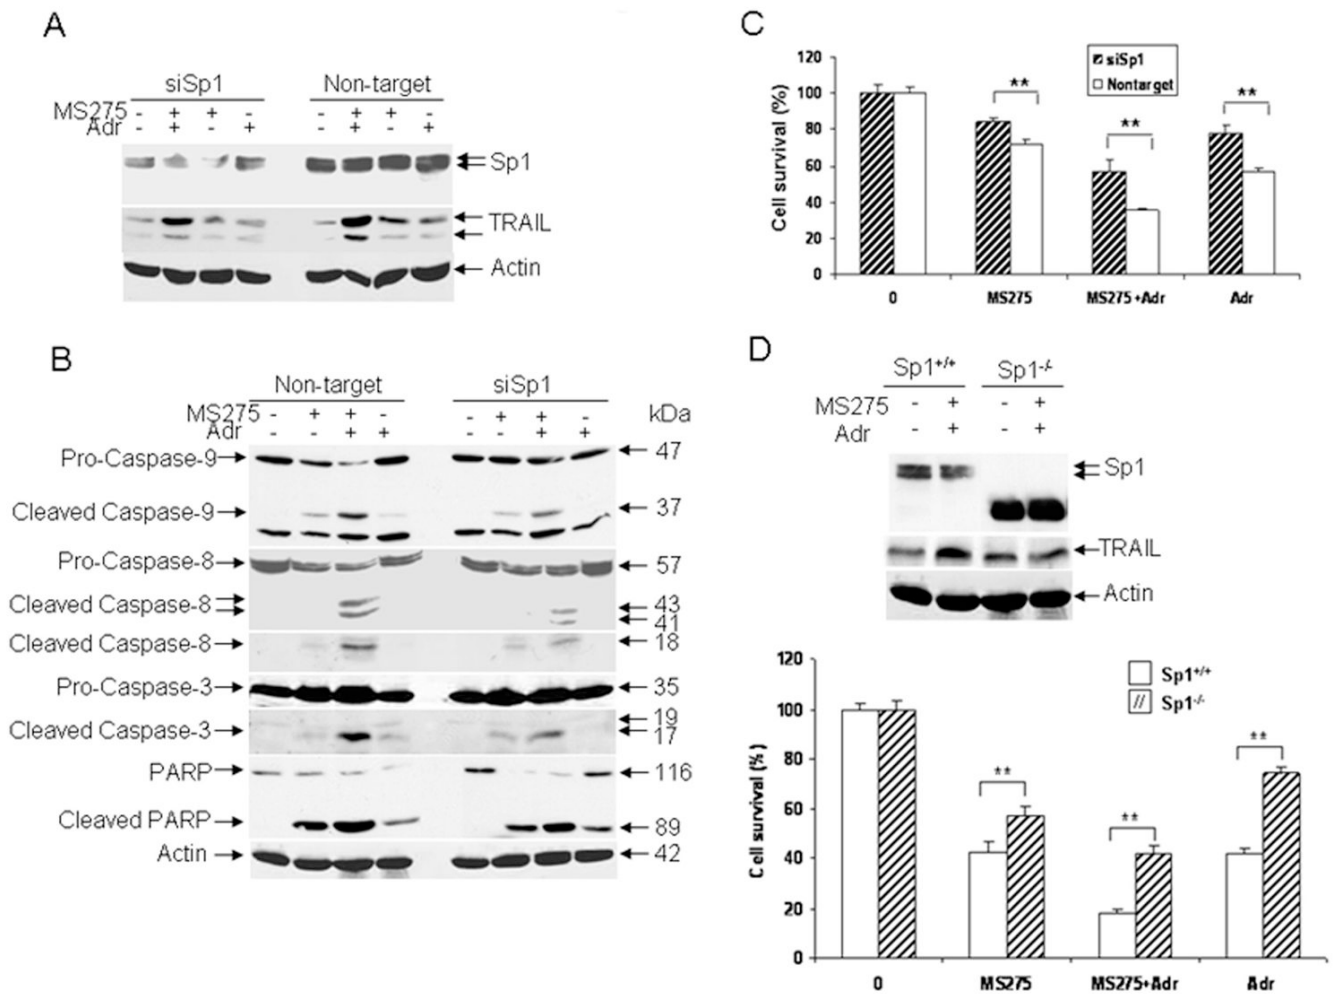 A
siSp1 Non-target
MS275 - + + - - + + -
Adr - + - + - + - +
Sp1
TRAIL
Actin
B
Non-target siSp1
MS275 - + + - - + + - kDa
Adr - - + + - - + +
Pro-Caspase-9 47
Cleaved Caspase-9 37
Pro-Caspase-8 57
Cleaved Caspase-8 43
41
Cleaved Caspase-8 18
Pro-Caspase-3 35
19
Cleaved Caspase-3 17
PARP 116
Cleaved PARP 89
Actin 42
C
siSp1
Nontarget
Cell survival (%)
120
100
80
60
40
20
0
** ** **
0 MS275 MS275+Adr Adr
D
Sp1+/+ Sp1-/-
MS275 - + - +
Adr - + - +
Sp1
TRAIL
Actin
Sp1+/+
Sp1-/-
Cell survival (%)
120
100
80
60
40
20
0
** ** **
0 MS275 MS275+Adr Adr